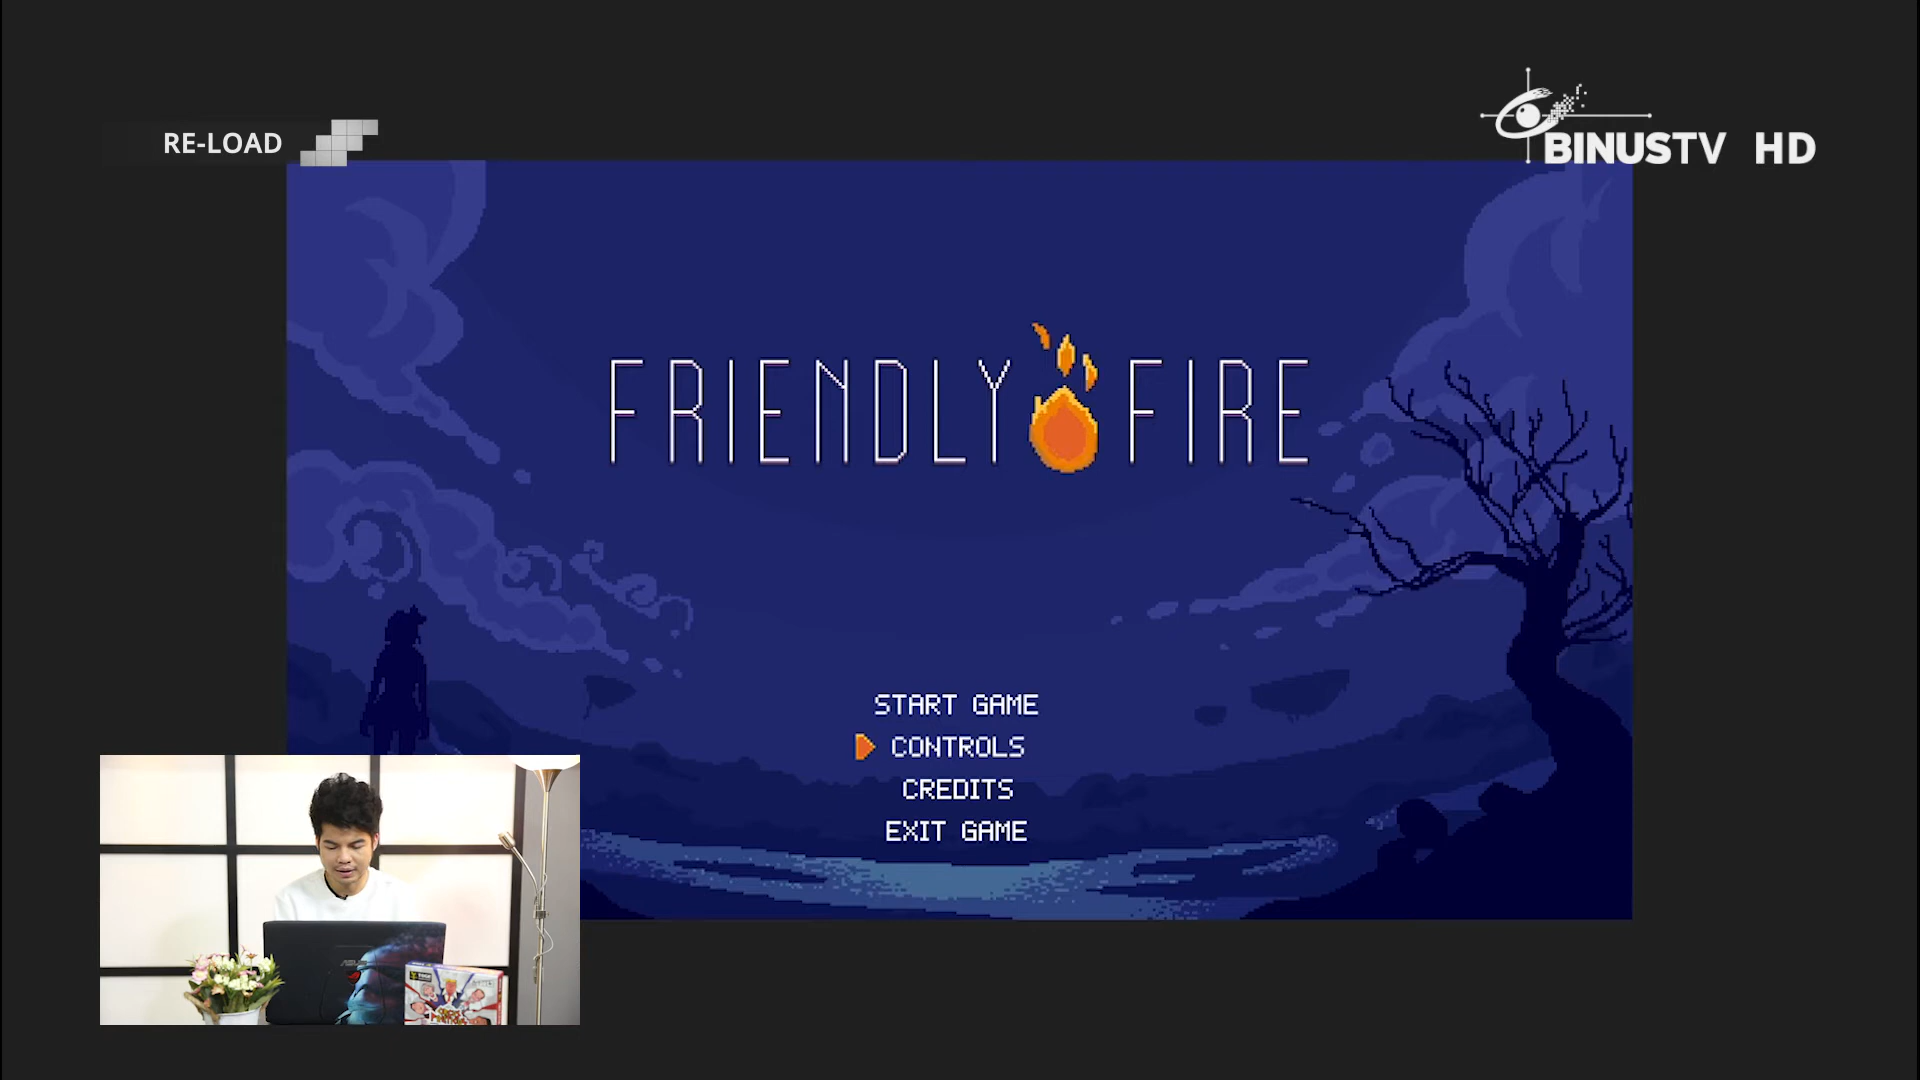 RE-LOAD
BINUSTV HD
FRIENDLY FIRE
START GAME
CONTROLS
CREDITS
EXIT GAME